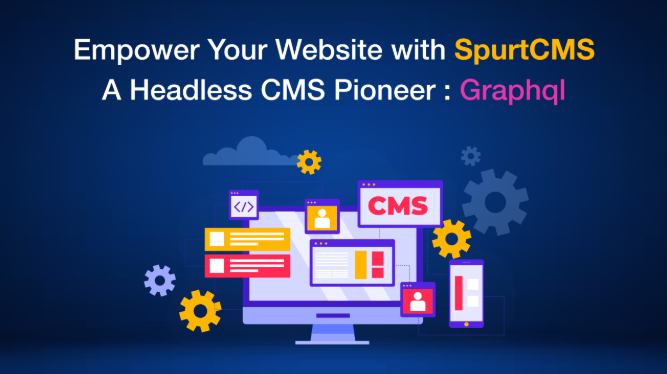 Empower Your Website with SpurtCMS
A Headless CMS Pioneer : Graphql
</>
CMS